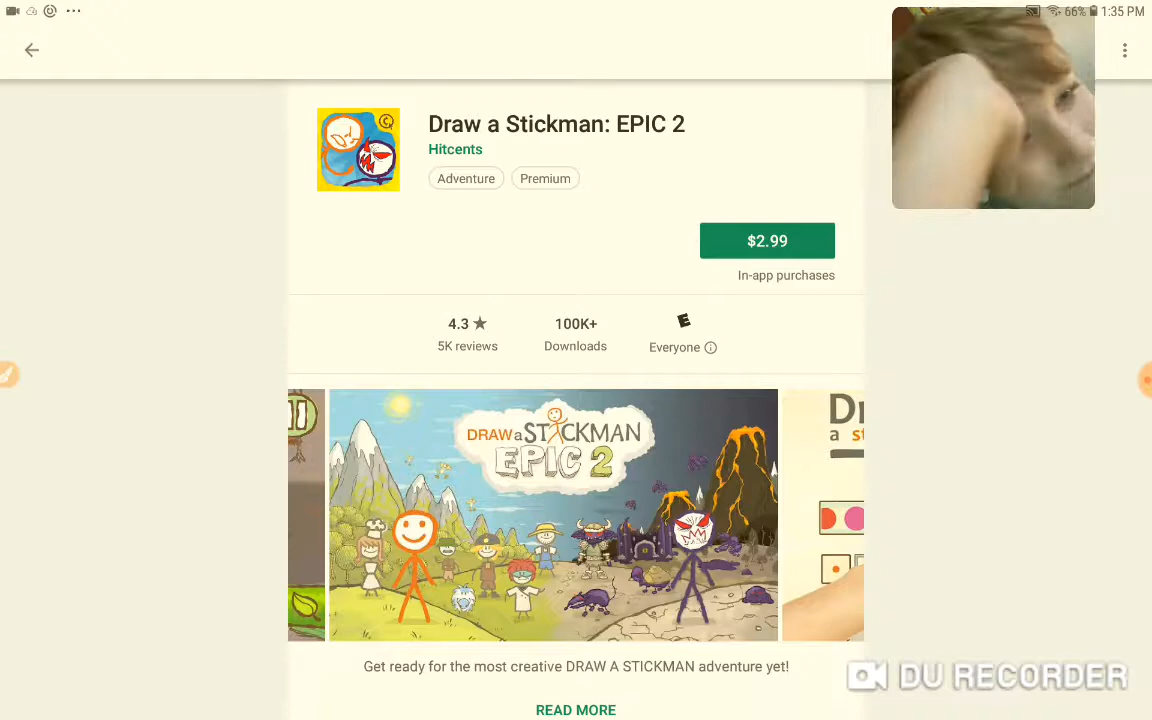 66% 1:35 PM
Draw a Stickman: EPIC 2
Hitcents
Adventure Premium
$2.99
In-app purchases
4.3 ★ 100K+ E
5K reviews Downloads Everyone
DRAW a STICKMAN
EPIC 2
a st
Get ready for the most creative DRAW A STICKMAN adventure yet!
READ MORE
DU RECORDER